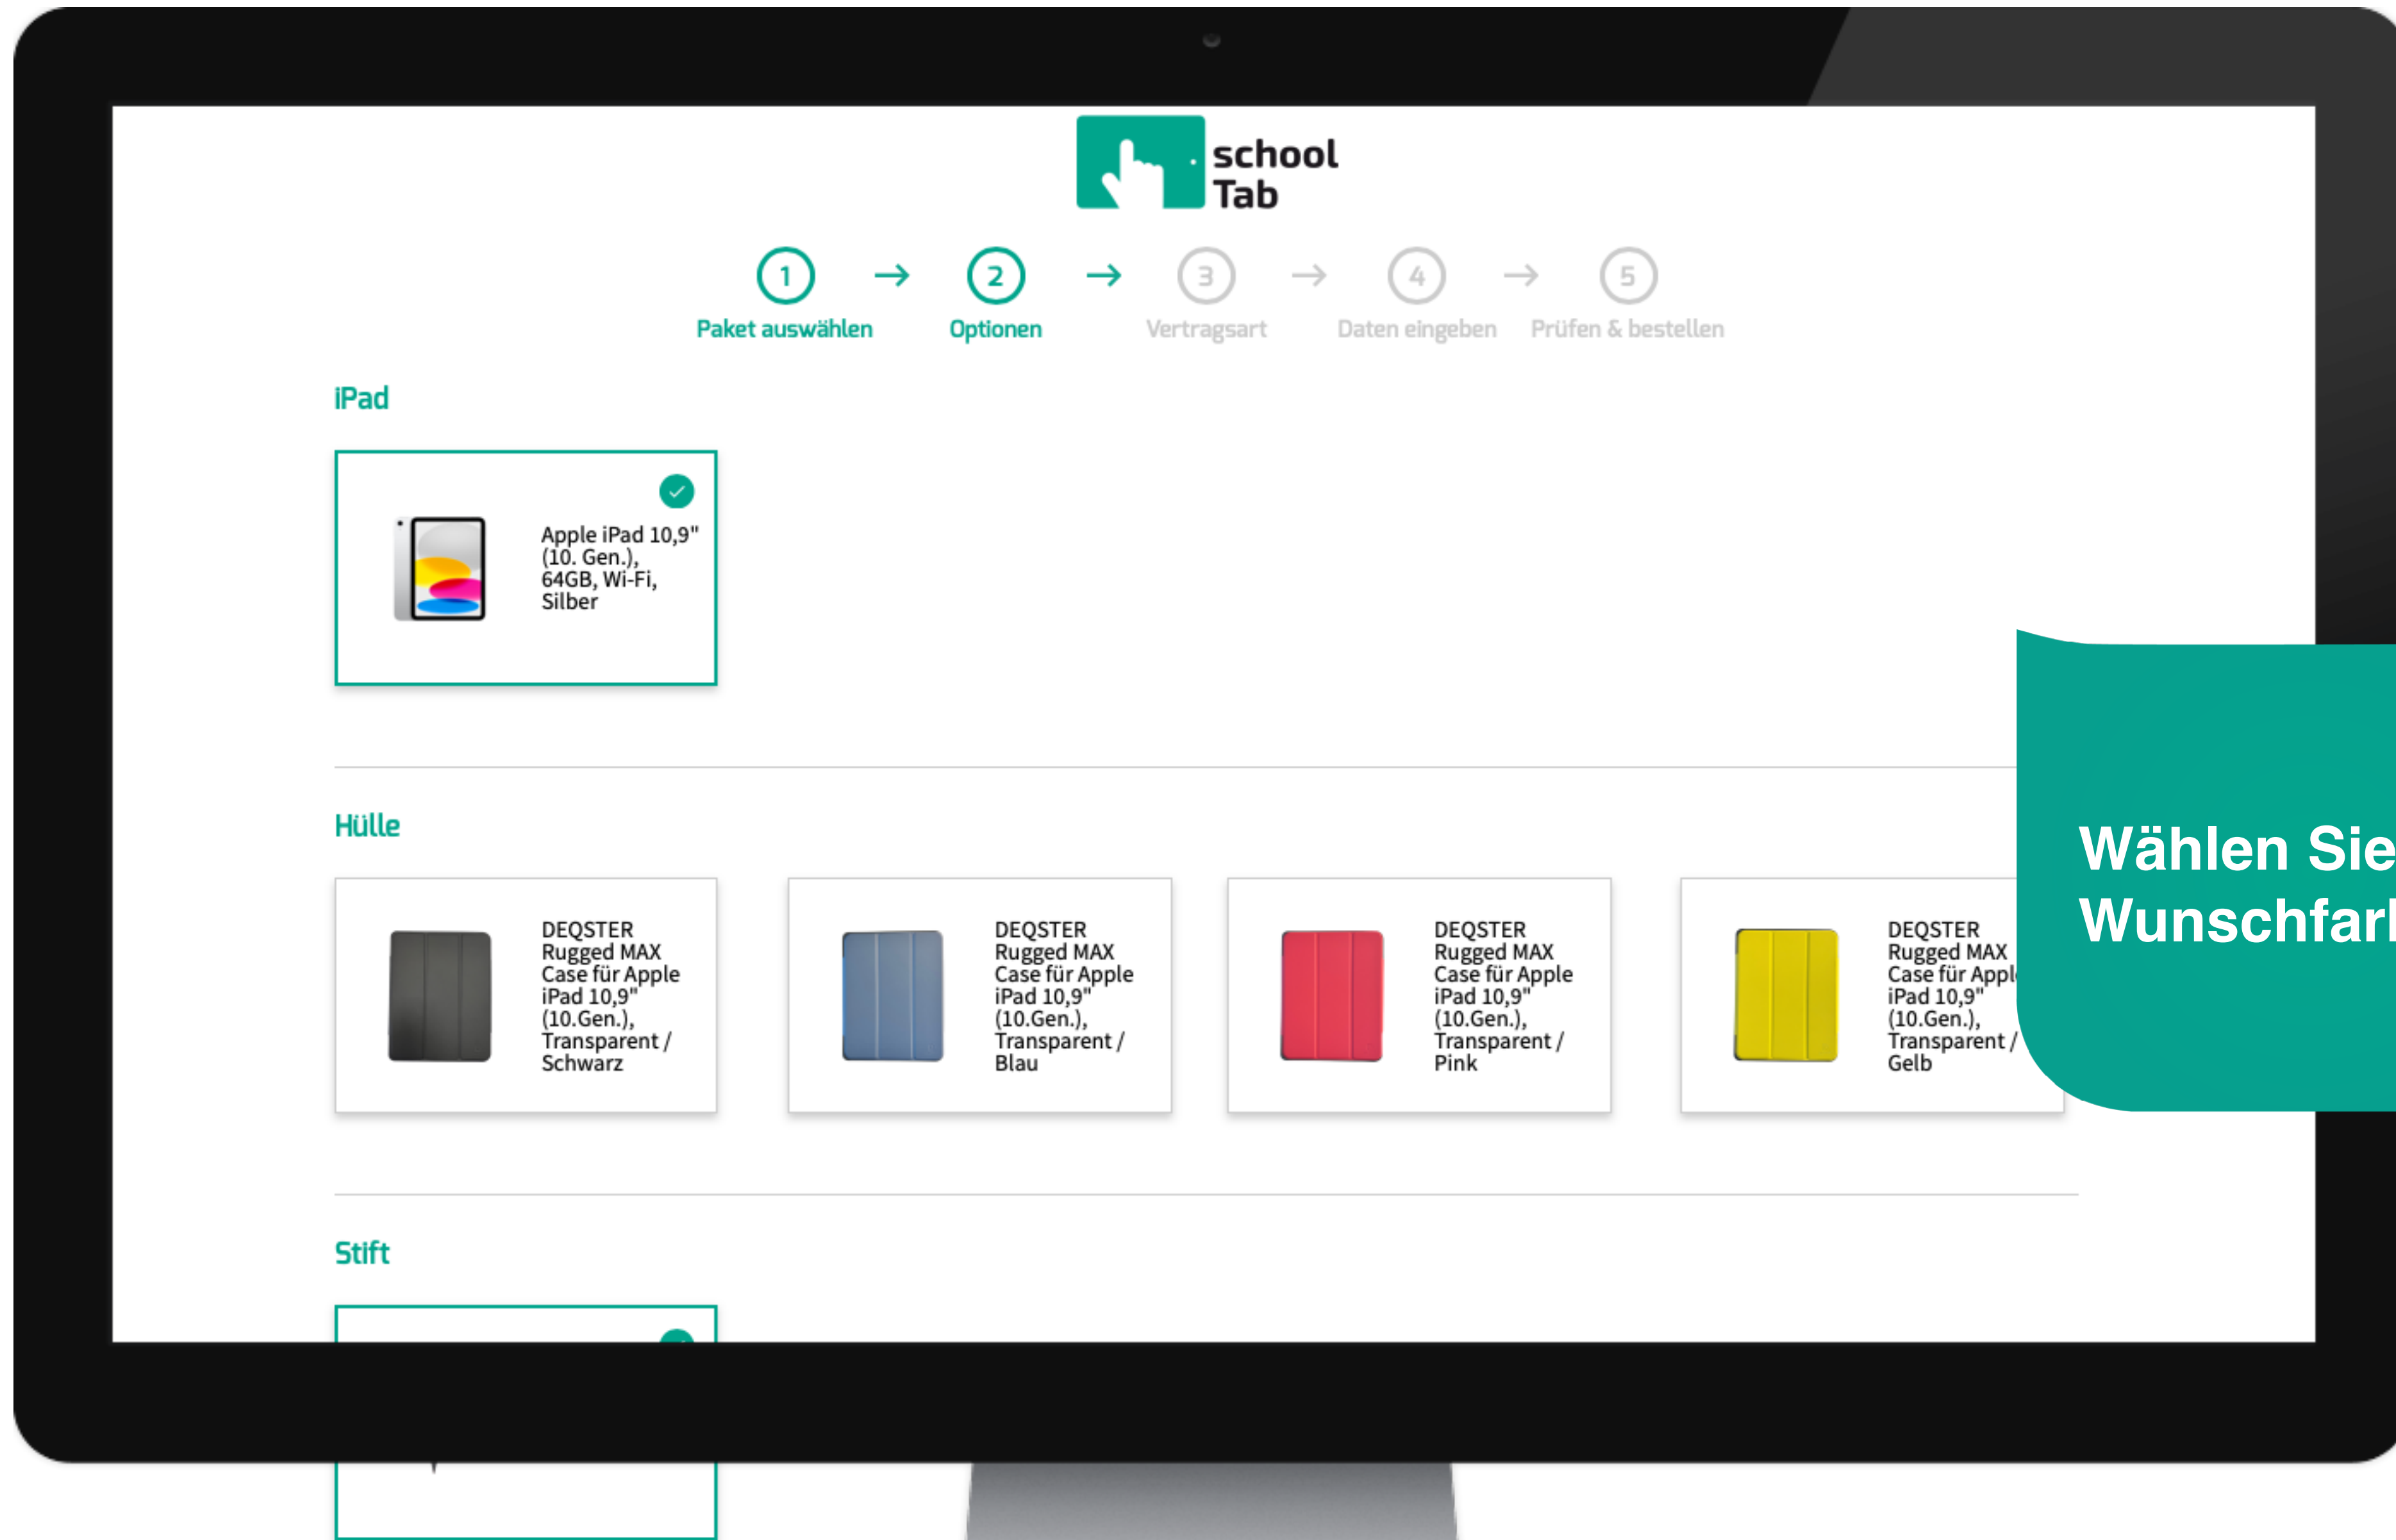 school
Tab
1
2
3
4
5
Paket auswählen
Optionen
Vertragsart
Daten eingeben
Prüfen & bestellen
iPad
Apple iPad 10,9"
(10. Gen.),
64GB, Wi-Fi,
Silber
Hülle
DEQSTER
Rugged MAX
Case für Apple
iPad 10,9"
(10.Gen.),
Transparent /
Schwarz
DEQSTER
Rugged MAX
Case für Apple
iPad 10,9"
(10.Gen.),
Transparent /
Blau
DEQSTER
Rugged MAX
Case für Apple
iPad 10,9"
(10.Gen.),
Transparent /
Pink
DEQSTER
Rugged MAX
Case für
iPad 10,9"
(10.Gen.),
Transparent /
Gelb
Wählen Sie
Stift